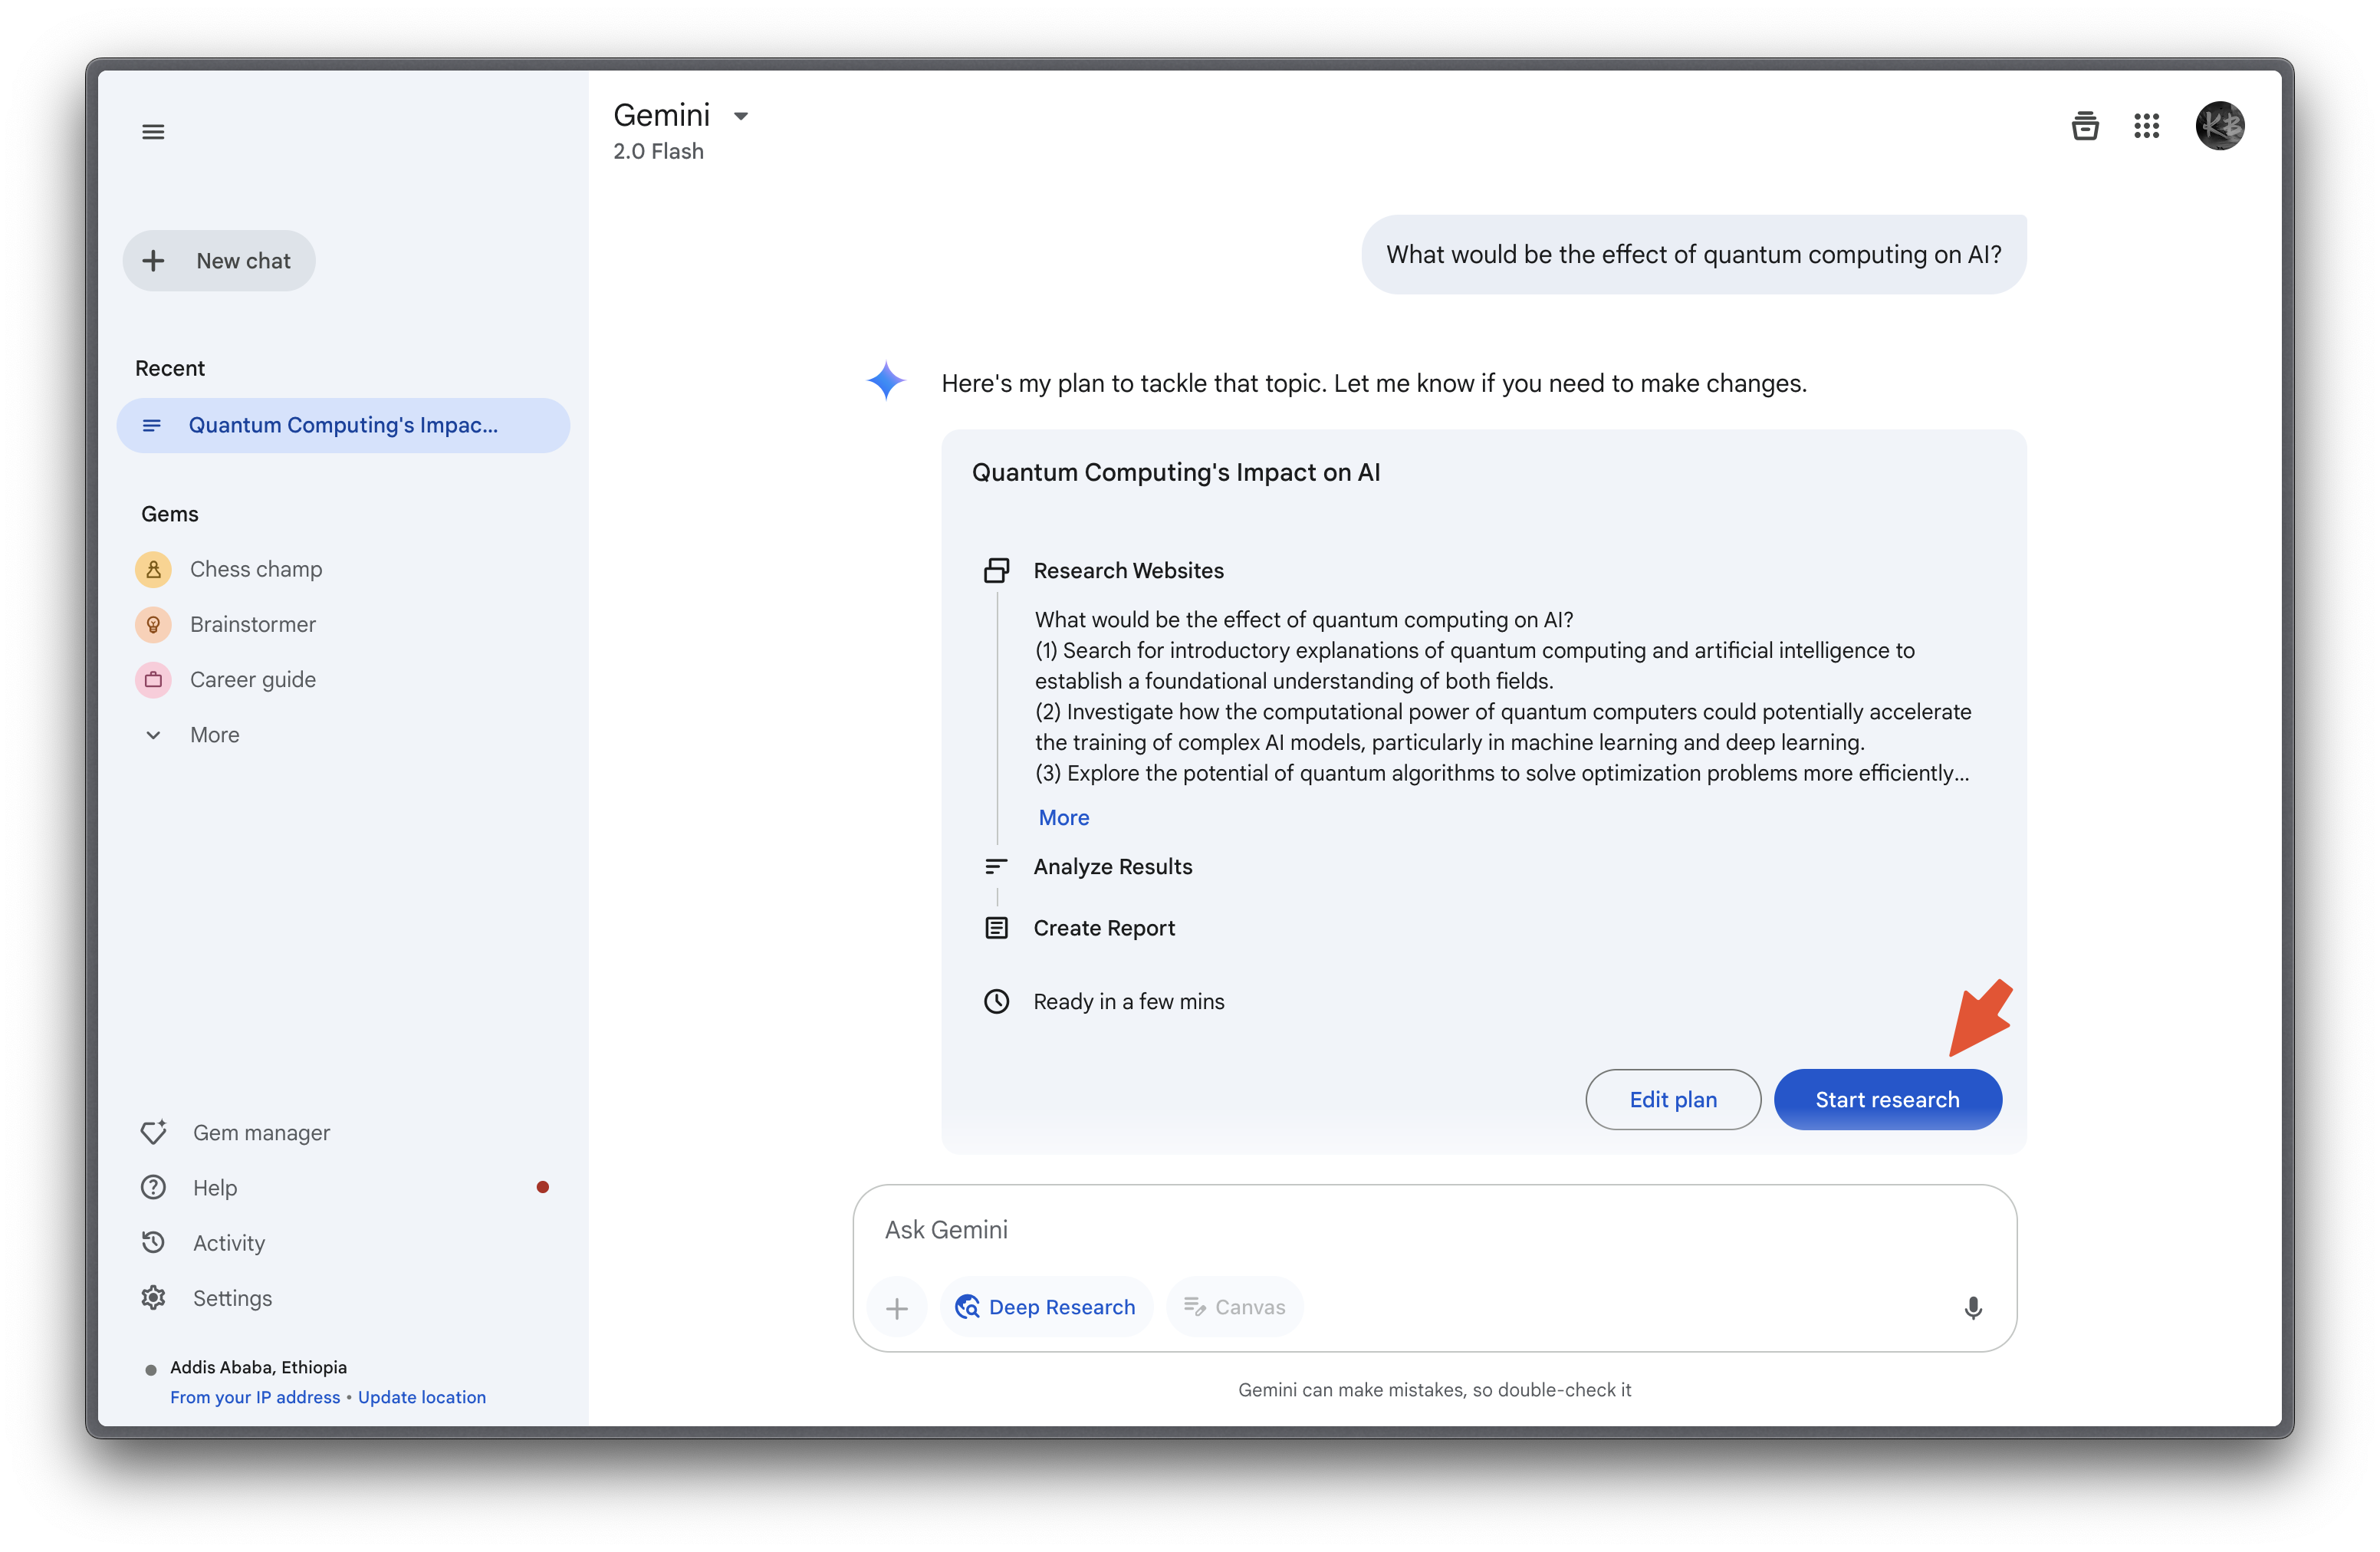 Gemini
2.0 Flash
KB
New chat
Recent
Quantum Computing's Impac...
Gems
Chess champ
Brainstormer
Career guide
More
Gem manager
Help
Activity
Settings
Addis Ababa, Ethiopia
From your IP address • Update location
What would be the effect of quantum computing on AI?
Here's my plan to tackle that topic. Let me know if you need to make changes.
Quantum Computing's Impact on AI
Research Websites
What would be the effect of quantum computing on AI?
(1) Search for introductory explanations of quantum computing and artificial intelligence to
establish a foundational understanding of both fields.
(2) Investigate how the computational power of quantum computers could potentially accelerate
the training of complex AI models, particularly in machine learning and deep learning.
(3) Explore the potential of quantum algorithms to solve optimization problems more efficiently...
More
Analyze Results
Create Report
Ready in a few mins
Edit plan
Start research
Ask Gemini
Deep Research
Canvas
Gemini can make mistakes, so double-check it